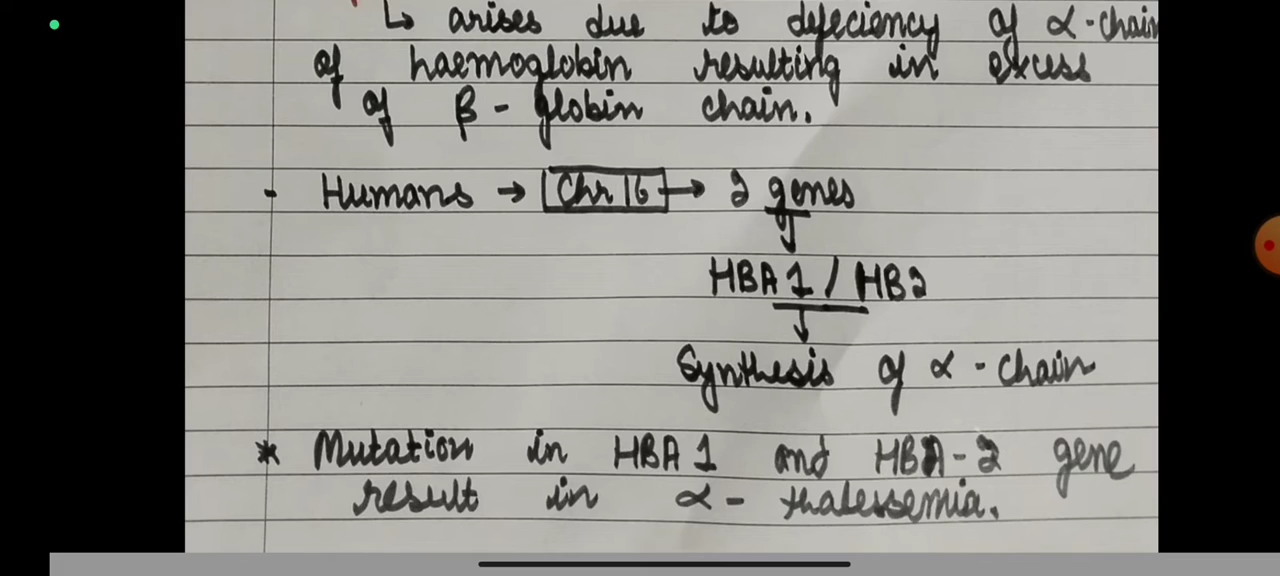 ↳ arises due to defeciency of α-chain
of haemoglobin resulting in excess
of β - globin chain.
- Humans → Chr 16 → 2 genes
↓
HBA 1 / HB2
↓
Synthesis of α - chain
* Mutation in HBA 1 and HBA-2 gene
result in α - thalessemia.